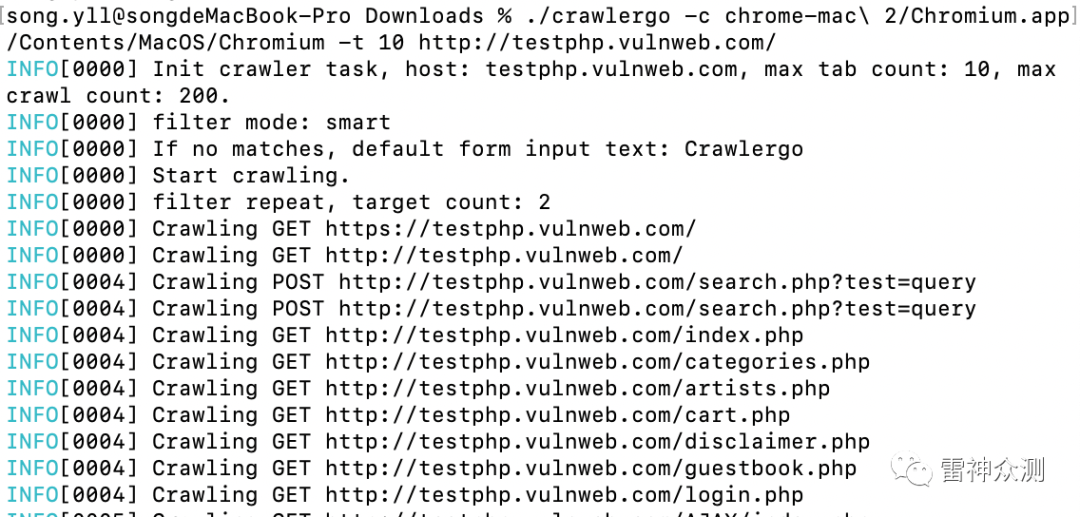 [song.yll@songdeMacBook-Pro Downloads % ./crawlergo -c chrome-mac\ 2/Chromium.app]
/Contents/MacOS/Chromium -t 10 http://testphp.vulnweb.com/
INFO[0000] Init crawler task, host: testphp.vulnweb.com, max tab count: 10, max
crawl count: 200.
INFO[0000] filter mode: smart
INFO[0000] If no matches, default form input text: Crawlergo
INFO[0000] Start crawling.
INFO[0000] filter repeat, target count: 2
INFO[0000] Crawling GET https://testphp.vulnweb.com/
INFO[0000] Crawling GET http://testphp.vulnweb.com/
INFO[0004] Crawling POST http://testphp.vulnweb.com/search.php?test=query
INFO[0004] Crawling POST http://testphp.vulnweb.com/search.php?test=query
INFO[0004] Crawling GET http://testphp.vulnweb.com/index.php
INFO[0004] Crawling GET http://testphp.vulnweb.com/categories.php
INFO[0004] Crawling GET http://testphp.vulnweb.com/artists.php
INFO[0004] Crawling GET http://testphp.vulnweb.com/cart.php
INFO[0004] Crawling GET http://testphp.vulnweb.com/disclaimer.php
INFO[0004] Crawling GET http://testphp.vulnweb.com/guestbook.php
雷神众测
INFO[0004] Crawling GET http://testphp.vulnweb.com/login.php